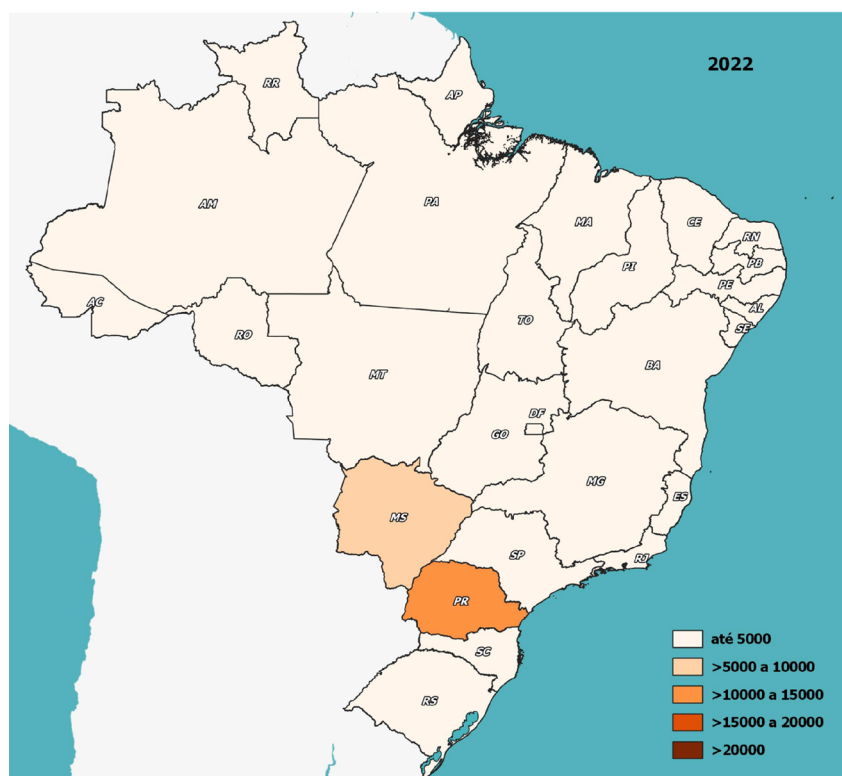 2022
RR
AP
AM
PA
MA
CE
RN
PB
PI
PE
AL
SE
AC
TO
RO
BA
MT
DF
GO
MG
ES
MS
SP
RJ
PR
SC
RS
até 5000
>5000 a 10000
>10000 a 15000
>15000 a 20000
>20000